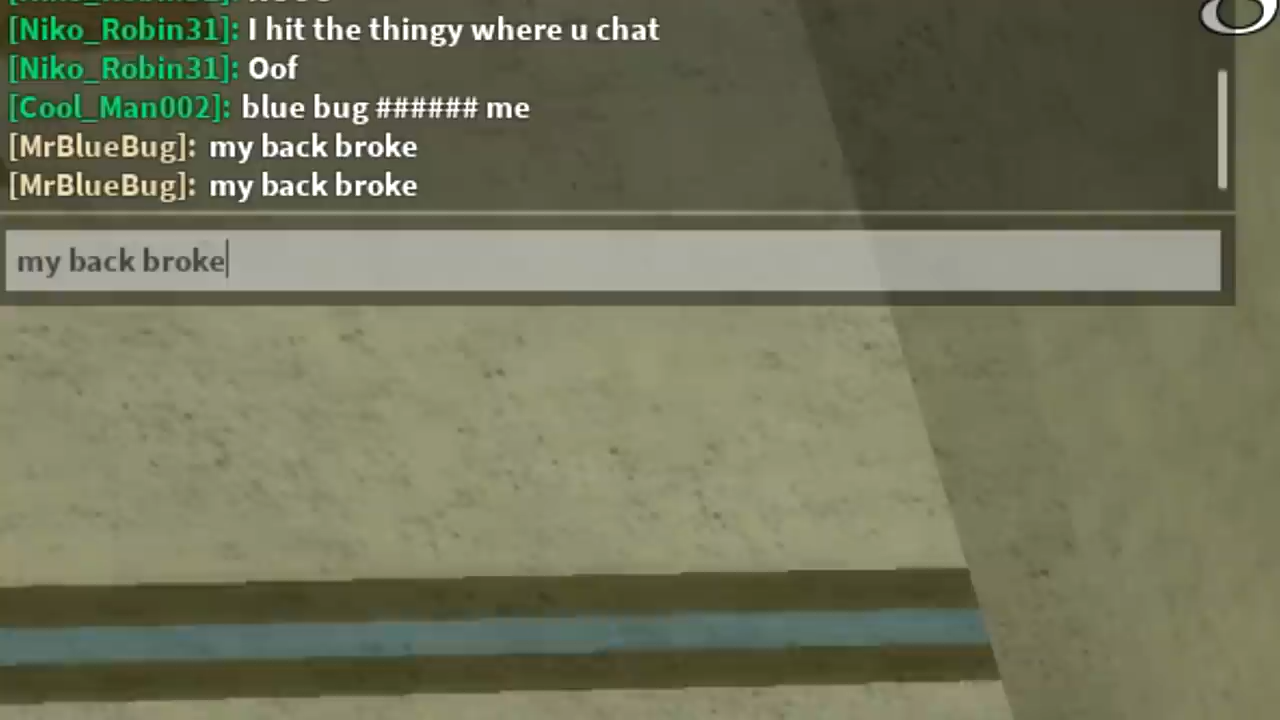 [Niko_Robin31]:
[Niko_Robin31]: I hit the thingy where u chat
[Niko_Robin31]: Oof
[Cool_Man002]: blue bug ###### me
[MrBlueBug]: my back broke
[MrBlueBug]: my back broke
my back broke